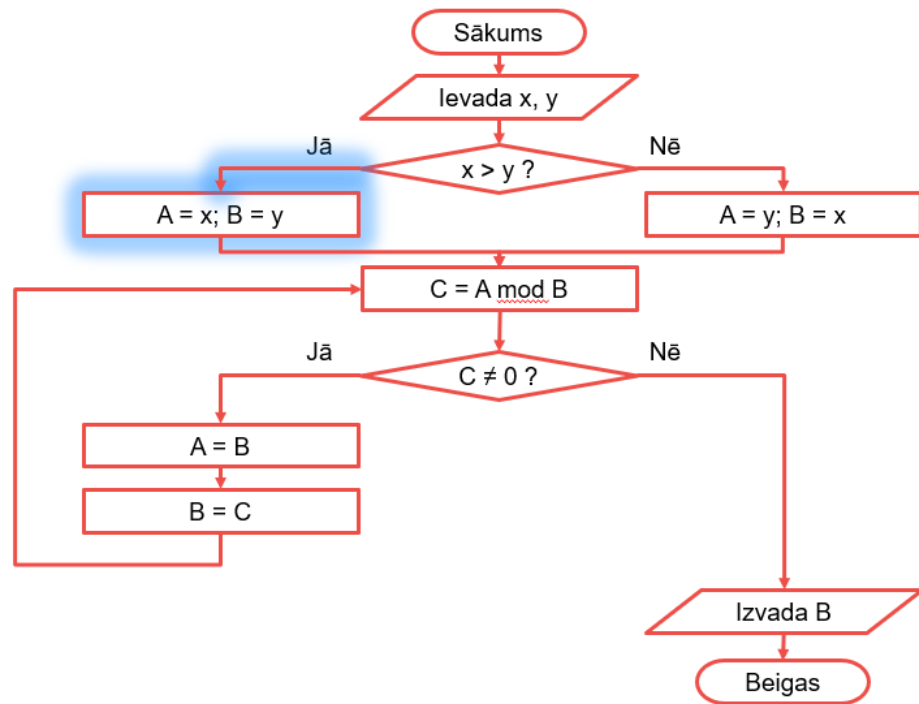 Sākums
Ievada x, y
Jā
Nē
x > y ?
A = x; B = y
A = y; B = x
C = A mod B
Jā
Nē
C ≠ 0 ?
A = B
B = C
Izvada B
Beigas